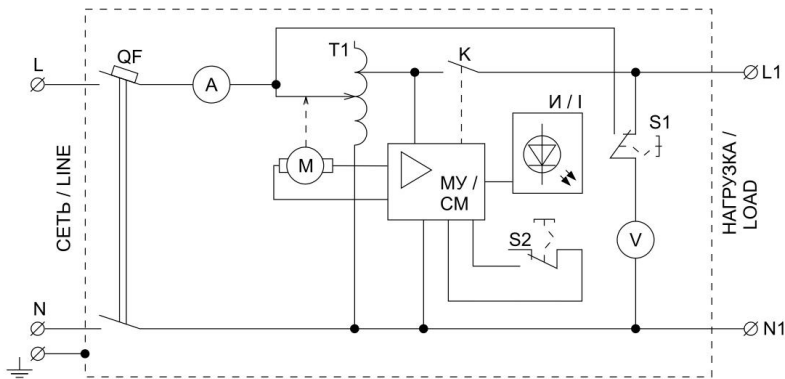 QF
T1
K
L
A
L1
И / I
S1
M
МУ /
СМ
СЕТЬ / LINE
НАГРУЗКА /
LOAD
S2
V
N
N1